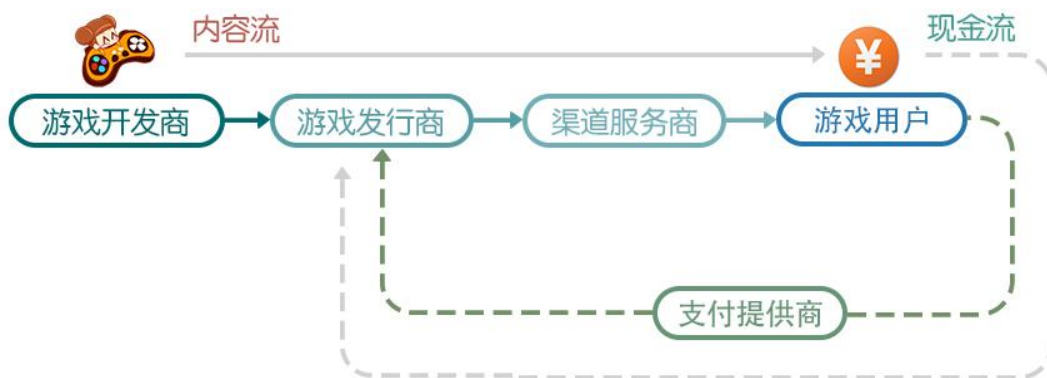 内容流
现金流
¥
游戏开发商
游戏发行商
渠道服务商
游戏用户
支付提供商